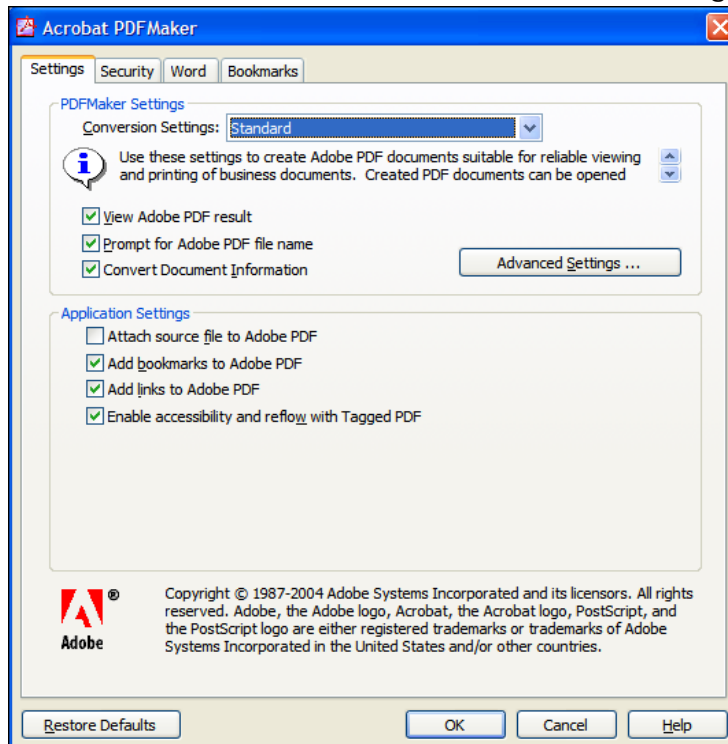 Acrobat PDFMaker
Settings Security Word Bookmarks
PDFMaker Settings
Conversion Settings: Standard
Use these settings to create Adobe PDF documents suitable for reliable viewing
and printing of business documents. Created PDF documents can be opened
View Adobe PDF result
Prompt for Adobe PDF file name
Convert Document Information
Advanced Settings ...
Application Settings
Attach source file to Adobe PDF
Add bookmarks to Adobe PDF
Add links to Adobe PDF
Enable accessibility and reflow with Tagged PDF
Copyright © 1987-2004 Adobe Systems Incorporated and its licensors. All rights
reserved. Adobe, the Adobe logo, Acrobat, the Acrobat logo, PostScript, and
the PostScript logo are either registered trademarks or trademarks of Adobe
Systems Incorporated in the United States and/or other countries.
®
Adobe
Restore Defaults OK Cancel Help